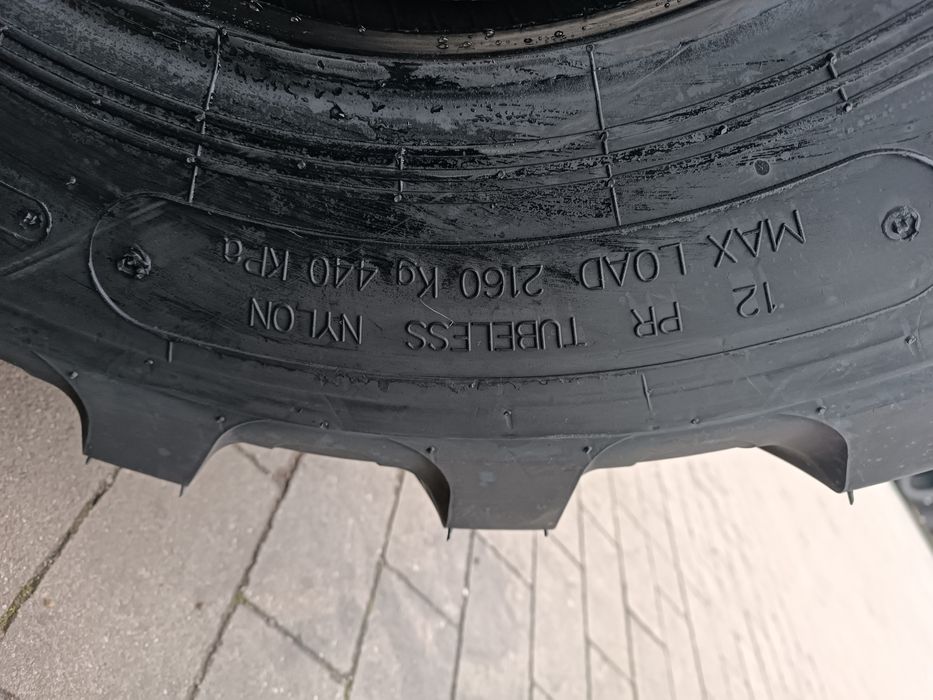 12 PR TUBELESS NYLON
MAX LOAD 2160 Kg 440 KPa